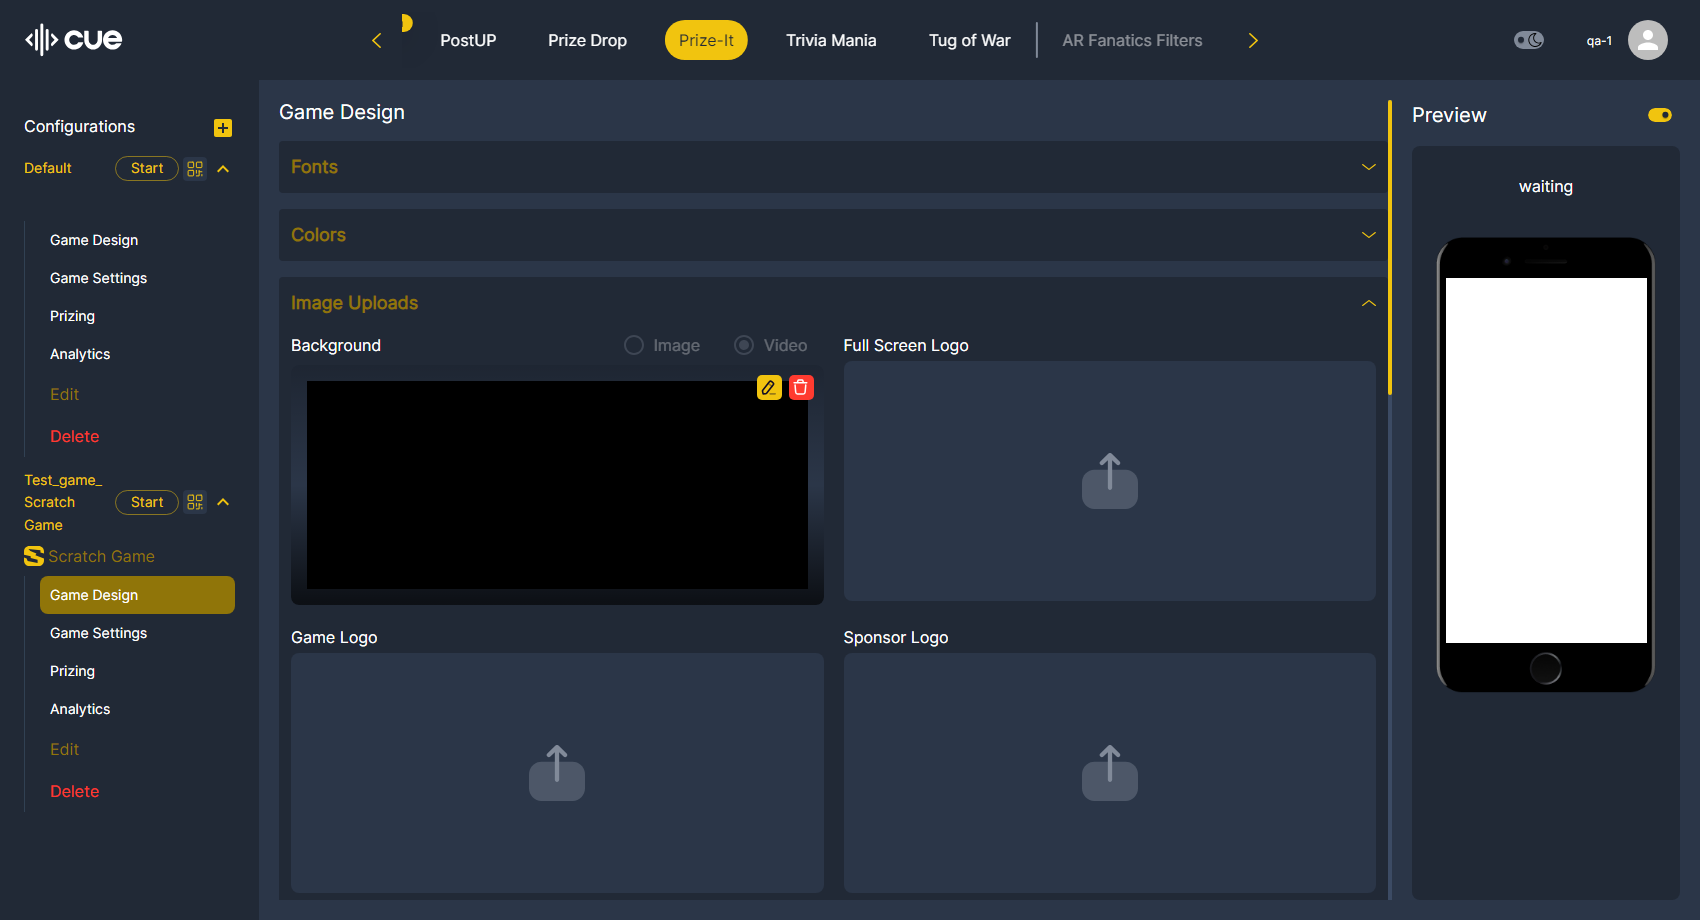 cue
PostUP
Prize Drop
Prize-It
Trivia Mania
Tug of War
AR Fanatics Filters
qa-1
Configurations
Default
Start
Game Design
Game Settings
Prizing
Analytics
Edit
Delete
Test_game_
Scratch
Game
Start
Scratch Game
Game Design
Game Settings
Prizing
Analytics
Edit
Delete
Game Design
Fonts
Colors
Image Uploads
Background
Image
Video
Full Screen Logo
Game Logo
Sponsor Logo
Preview
waiting